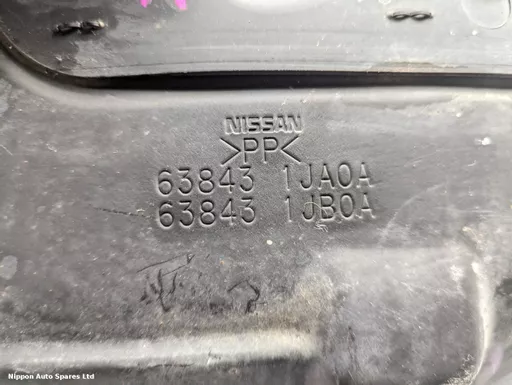 NISSAN
>PP<
63843 1JA0A
63843 1JB0A
Nippon Auto Spares Ltd